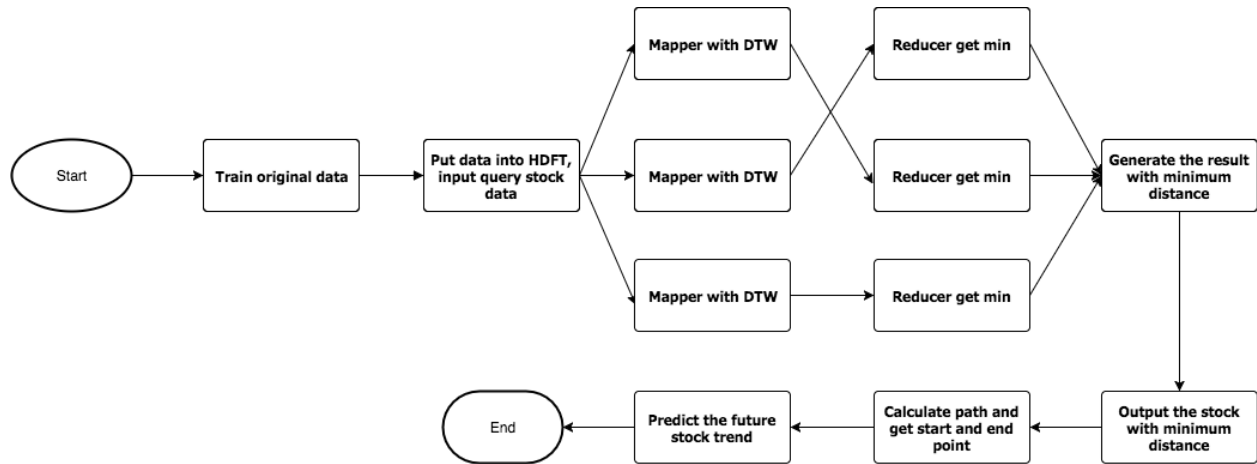 Start
Train original data
Put data into HDFT,
input query stock
data
Mapper with DTW
Mapper with DTW
Mapper with DTW
Reducer get min
Reducer get min
Reducer get min
Generate the result
with minimum
distance
Output the stock
with minimum
distance
Calculate path and
get start and end
point
Predict the future
stock trend
End